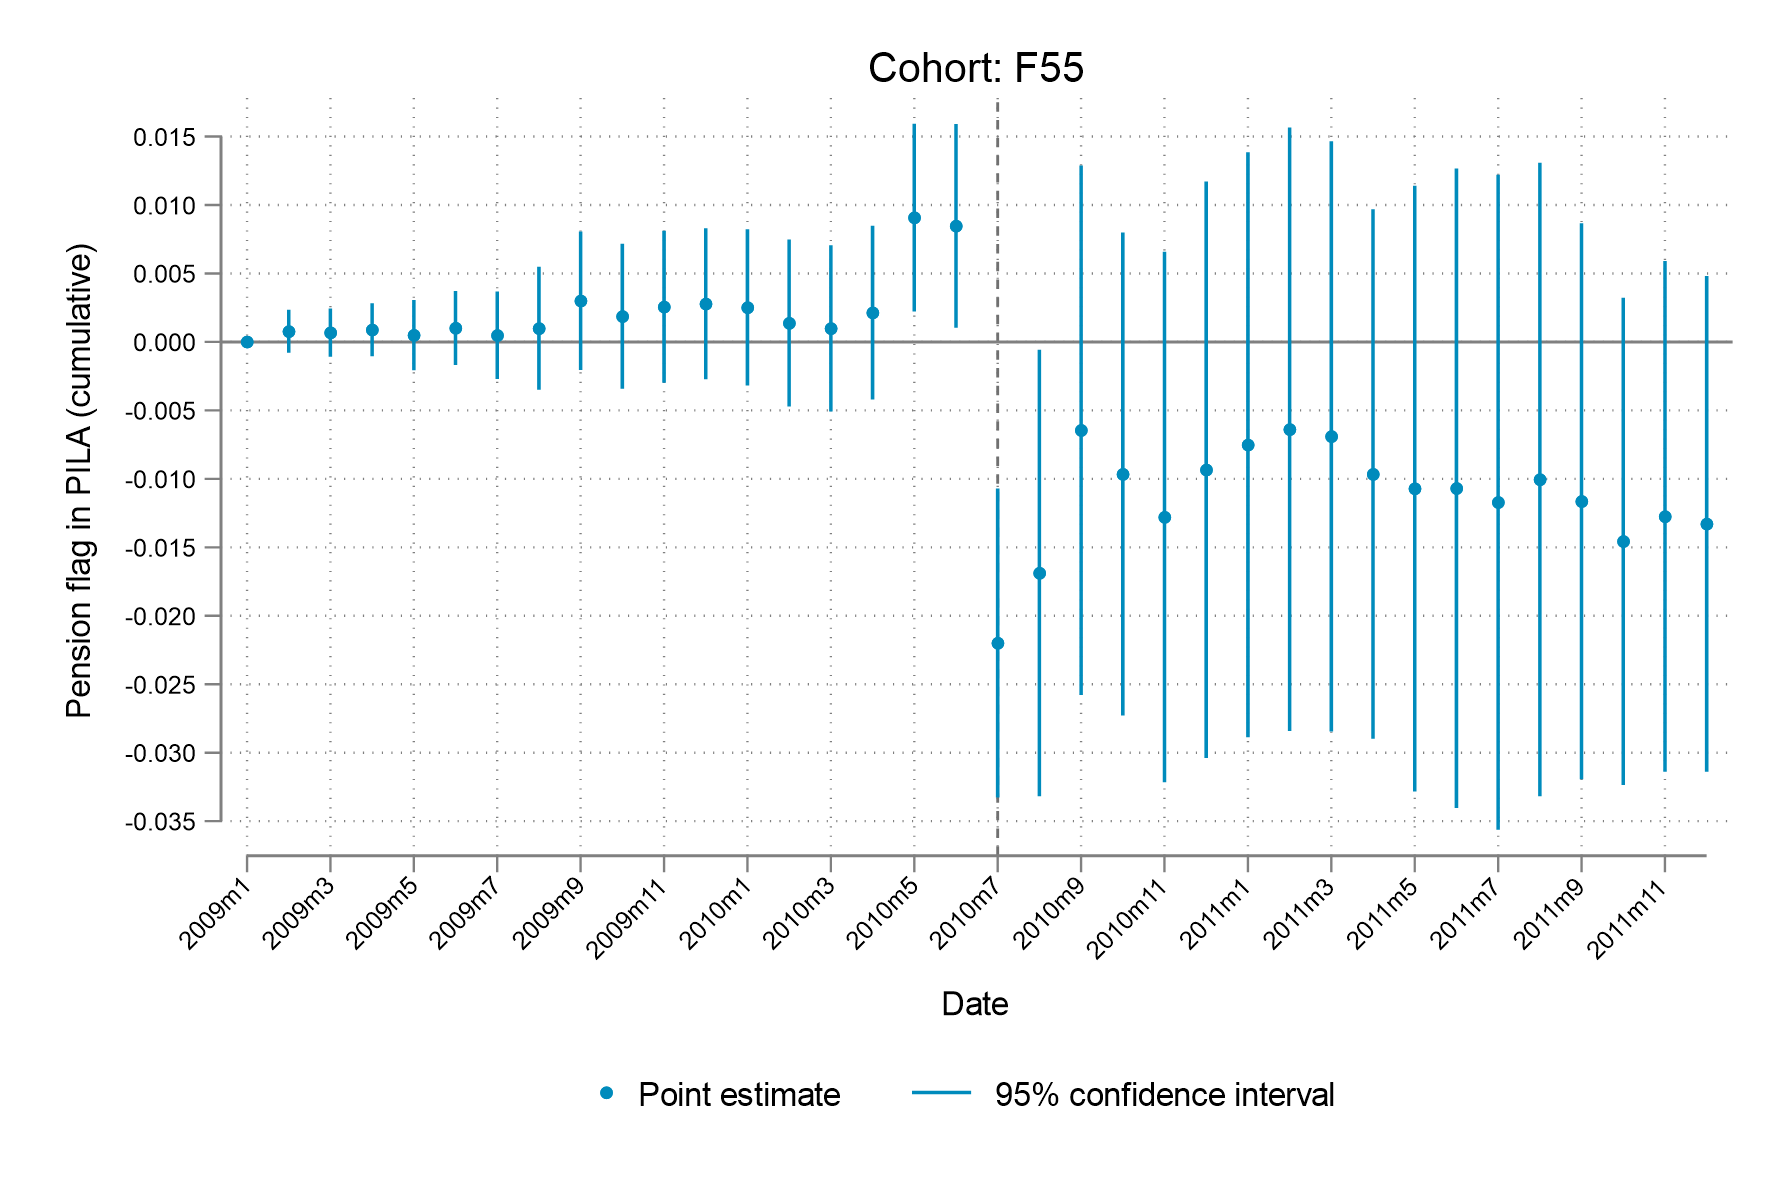 Cohort: F55
Pension flag in PILA (cumulative)
0.015
0.010
0.005
0.000
-0.005
-0.010
-0.015
-0.020
-0.025
-0.030
-0.035
2009m1
2009m3
2009m5
2009m7
2009m9
2009m11
2010m1
2010m3
2010m5
2010m7
2010m9
2010m11
2011m1
2011m3
2011m5
2011m7
2011m9
2011m11
Date
Point estimate
95% confidence interval